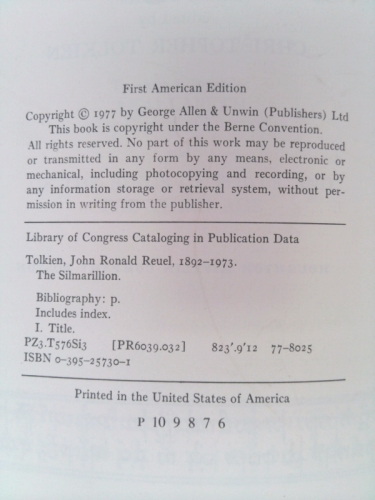 First American Edition
Copyright © 1977 by George Allen & Unwin (Publishers) Ltd
This book is copyright under the Berne Convention.
All rights reserved. No part of this work may be reproduced
or transmitted in any form by any means, electronic or
mechanical, including photocopying and recording, or by
any information storage or retrieval system, without per-
mission in writing from the publisher.
Library of Congress Cataloging in Publication Data
Tolkien, John Ronald Reuel, 1892–1973.
The Silmarillion.
Bibliography: p.
Includes index.
I. Title.
PZ3.T576Si3 [PR6039.032] 823'.9'12 77–8025
ISBN 0–395–25730–1
Printed in the United States of America
P 10 9 8 7 6